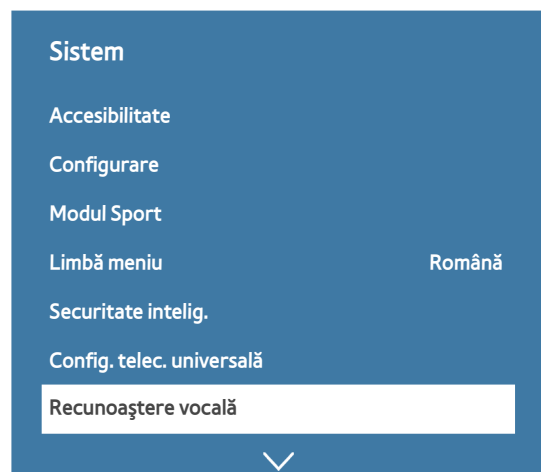 Sistem
Accesibilitate
Configurare
Modul Sport
Limbă meniu Română
Securitate intelig.
Config. telec. universală
Recunoaştere vocală